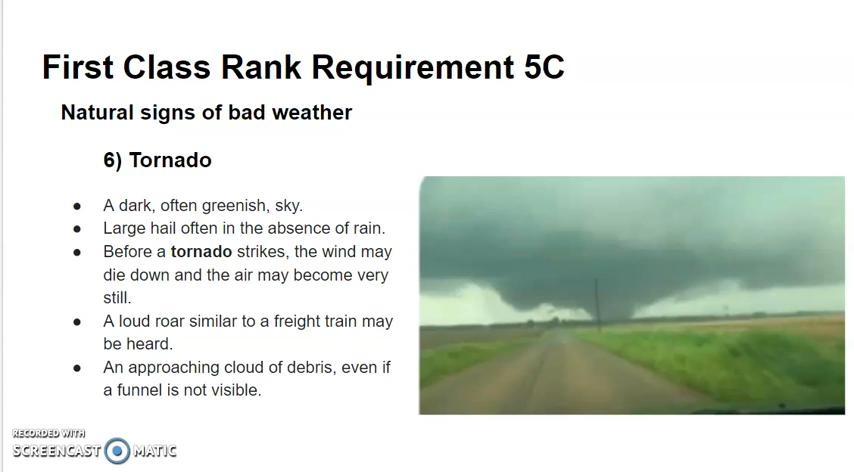 First Class Rank Requirement 5C
Natural signs of bad weather
6) Tornado
● A dark, often greenish, sky.
● Large hail often in the absence of rain.
● Before a tornado strikes, the wind may
die down and the air may become very
still.
● A loud roar similar to a freight train may
be heard.
● An approaching cloud of debris, even if
a funnel is not visible.
RECORDED WITH
SCREENCAST MATIC